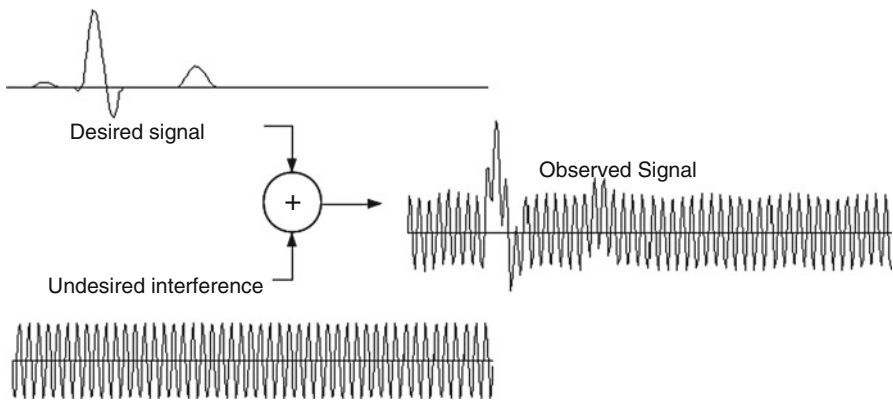 Desired signal
Observed Signal
+
Undesired interference